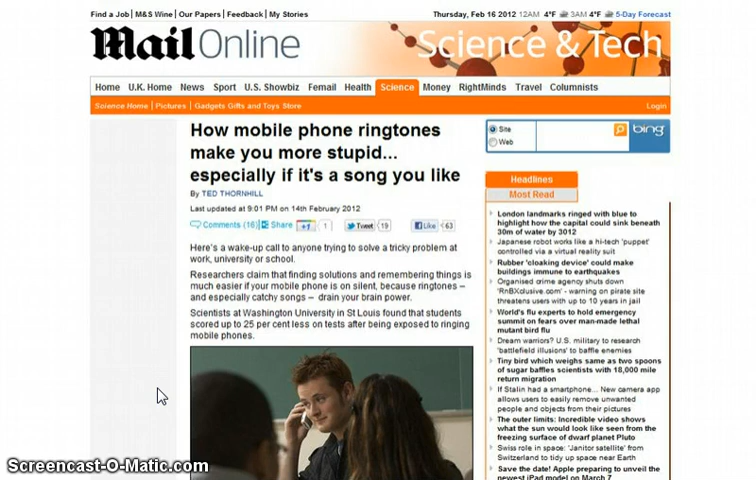 Find a Job | M&S Wine | Our Papers | Feedback | My Stories
Thursday, Feb 16 2012 12AM 4°F 3AM 4°F 5-Day Forecast
Mail Online
Science & Tech
Home U.K. Home News Sport U.S. Showbiz Femail Health Science Money RightMinds Travel Columnists
Science Home | Pictures | Gadgets Gifts and Toys Store
Login
How mobile phone ringtones
make you more stupid...
especially if it's a song you like
By TED THORNHILL
Last updated at 9:01 PM on 14th February 2012
Comments (16) Share +1 1 Tweet 19 Like 63
Here's a wake-up call to anyone trying to solve a tricky problem at
work, university or school.
Researchers claim that finding solutions and remembering things is
much easier if your mobile phone is on silent, because ringtones –
and especially catchy songs – drain your brain power.
Scientists at Washington University in St Louis found that students
scored up to 25 per cent less on tests after being exposed to ringing
mobile phones.
Site
Web
bing
Headlines
Most Read
London landmarks ringed with blue to
highlight how the capital could sink beneath
30m of water by 3012
Japanese robot works like a hi-tech 'puppet'
controlled via a virtual reality suit
Rubber 'cloaking device' could make
buildings immune to earthquakes
Organised crime agency shuts down
'RnBXclusive.com' - warning on pirate site
threatens users with up to 10 years in jail
World's flu experts to hold emergency
summit on fears over man-made lethal
mutant bird flu
Dream warriors? U.S. military to research
'battlefield illusions' to baffle enemies
Tiny bird which weighs same as two spoons
of sugar baffles scientists with 18,000 mile
return migration
If Stalin had a smartphone... New camera app
allows users to easily remove unwanted
people and objects from their pictures
The outer limits: Incredible video shows
what the sun would look like seen from the
freezing surface of dwarf planet Pluto
Swiss role in space: 'Janitor satellite' from
Switzerland to tidy up space near Earth
Save the date! Apple preparing to unveil the
newest iPad model on March 7
Screencast-O-Matic.com